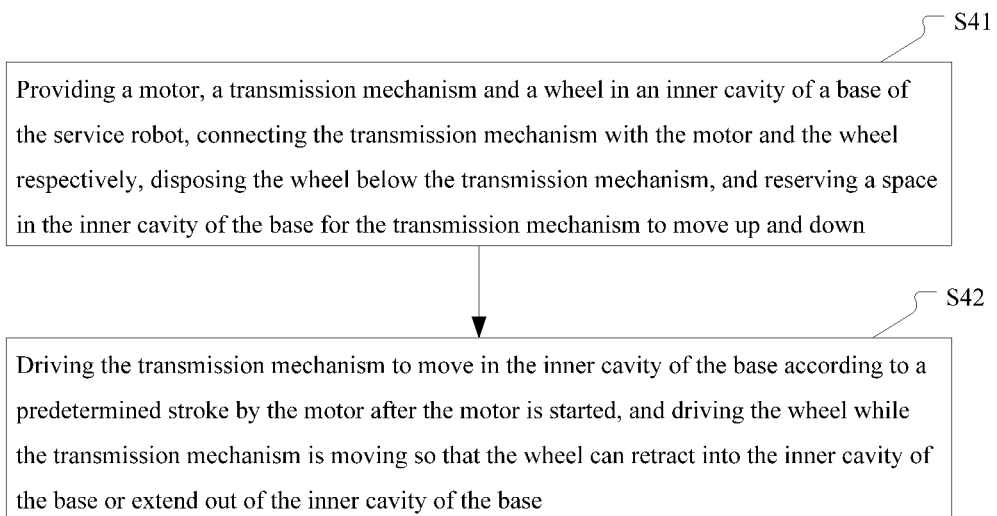 S41
Providing a motor, a transmission mechanism and a wheel in an inner cavity of a base of
the service robot, connecting the transmission mechanism with the motor and the wheel
respectively, disposing the wheel below the transmission mechanism, and reserving a space
in the inner cavity of the base for the transmission mechanism to move up and down
S42
Driving the transmission mechanism to move in the inner cavity of the base according to a
predetermined stroke by the motor after the motor is started, and driving the wheel while
the transmission mechanism is moving so that the wheel can retract into the inner cavity of
the base or extend out of the inner cavity of the base